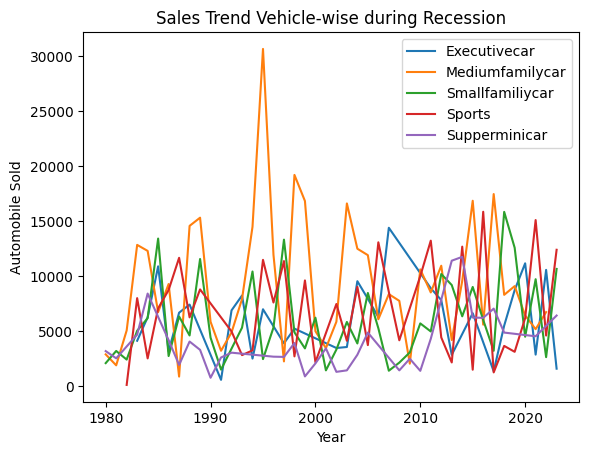 Sales Trend Vehicle-wise during Recession
Executivecar
Mediumfamilycar
Smallfamiliycar
Sports
Supperminicar
Automobile Sold
30000
25000
20000
15000
10000
5000
0
1980
1990
2000
2010
2020
Year